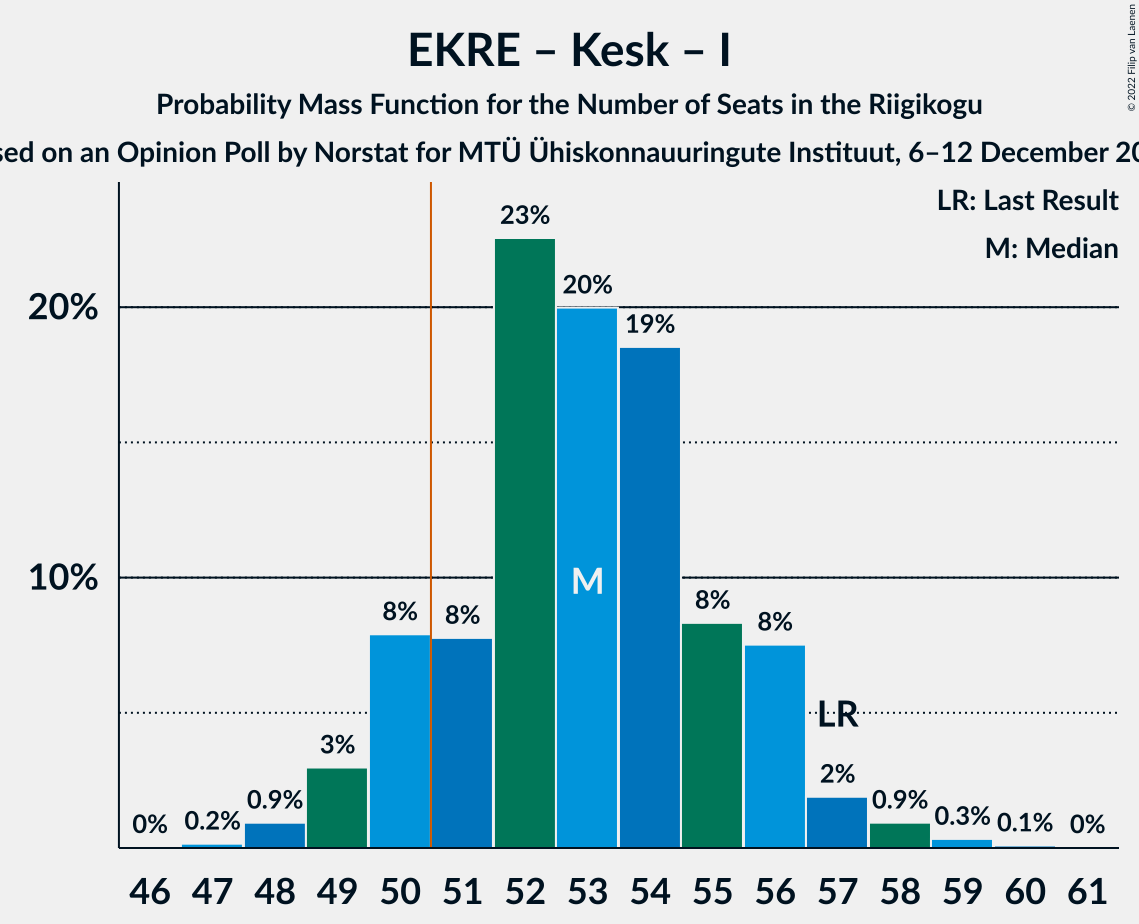 EKRE – Kesk – I
Probability Mass Function for the Number of Seats in the Riigikogu
sed on an Opinion Poll by Norstat for MTÜ Ühiskonnauuringute Instituut, 6–12 December 20
© 2022 Filip van Laenen
LR: Last Result
M: Median
23%
20%
20%
19%
M
10%
8%
8%
8%
8%
LR
3%
2%
0% 0.2% 0.9% 0.9% 0.3% 0.1% 0%
46 47 48 49 50 51 52 53 54 55 56 57 58 59 60 61